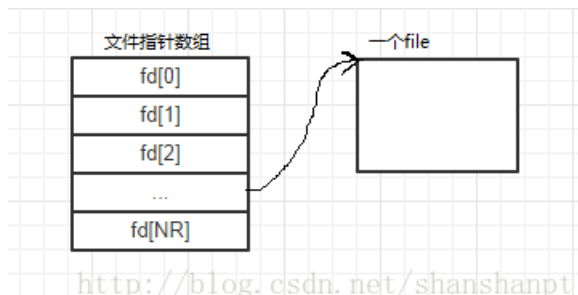 文件指针数组
一个file
fd[0]
fd[1]
fd[2]
...
fd[NR]
http://blog.csdn.net/shanshanpt